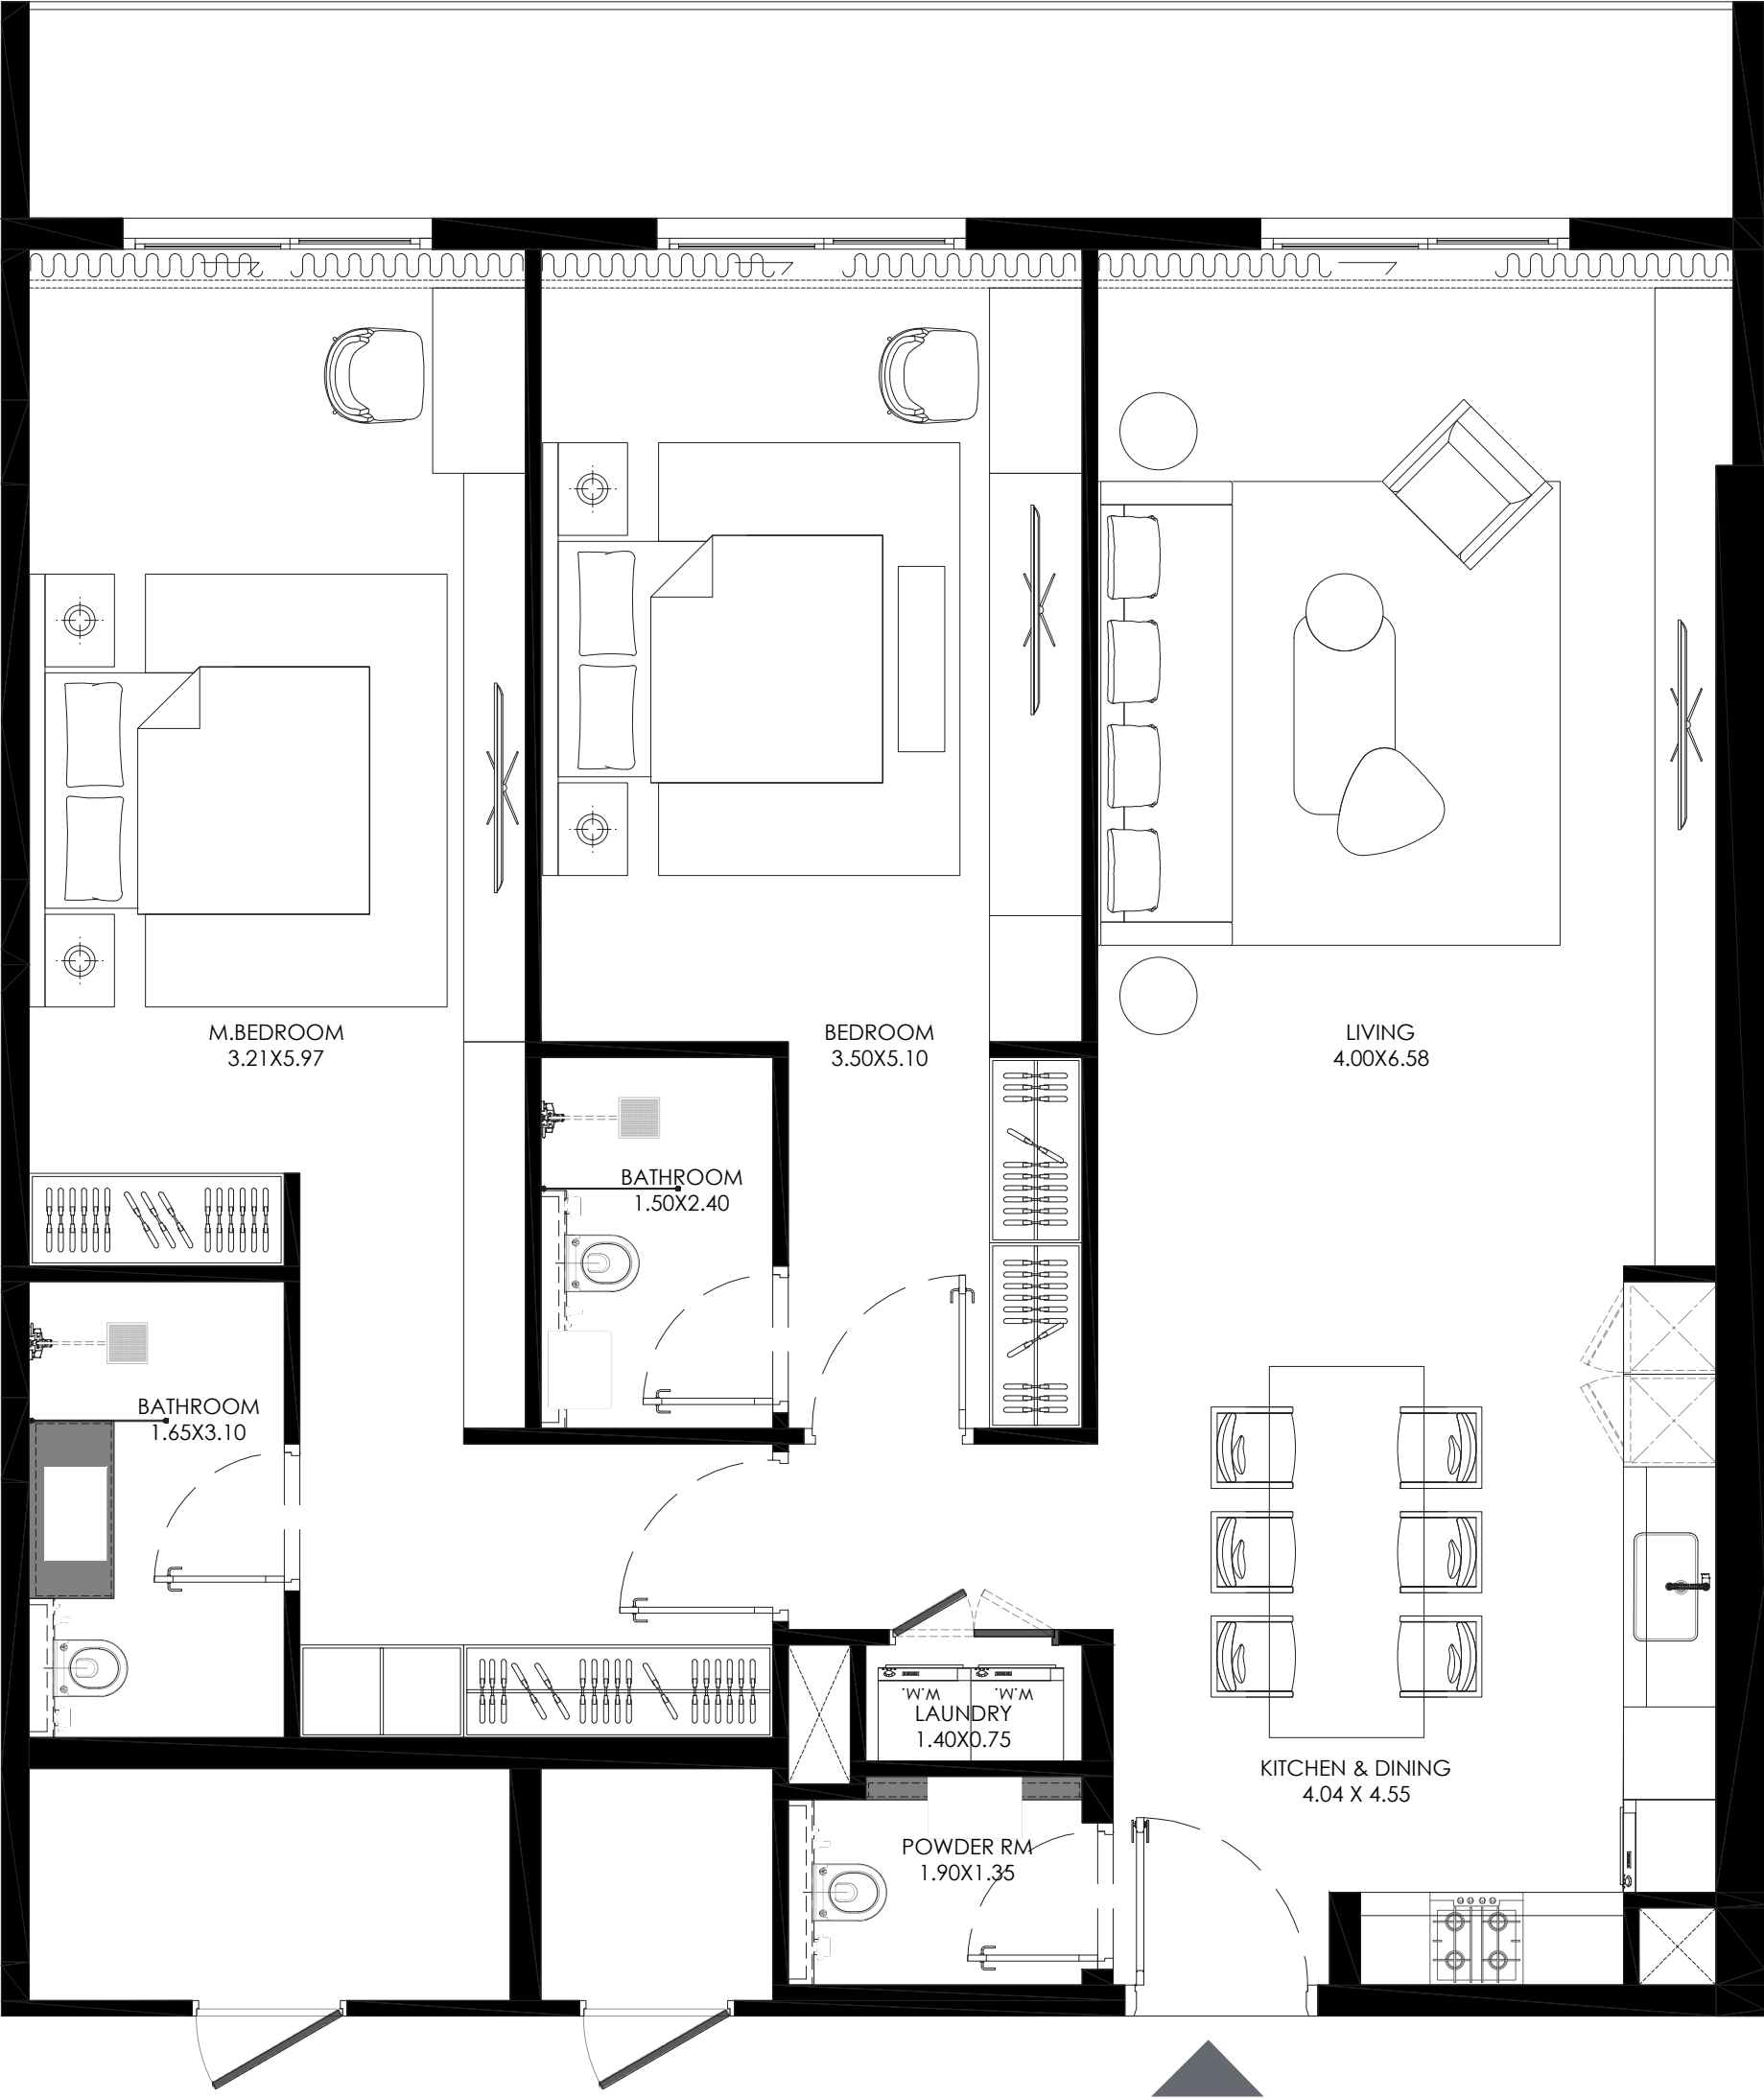 M.BEDROOM
3.21X5.97
BEDROOM
3.50X5.10
LIVING
4.00X6.58
BATHROOM
1.50X2.40
BATHROOM
1.65X3.10
W.M.
W.M.
LAUNDRY
1.40X0.75
KITCHEN & DINING
4.04 X 4.55
POWDER RM
1.90X1.35